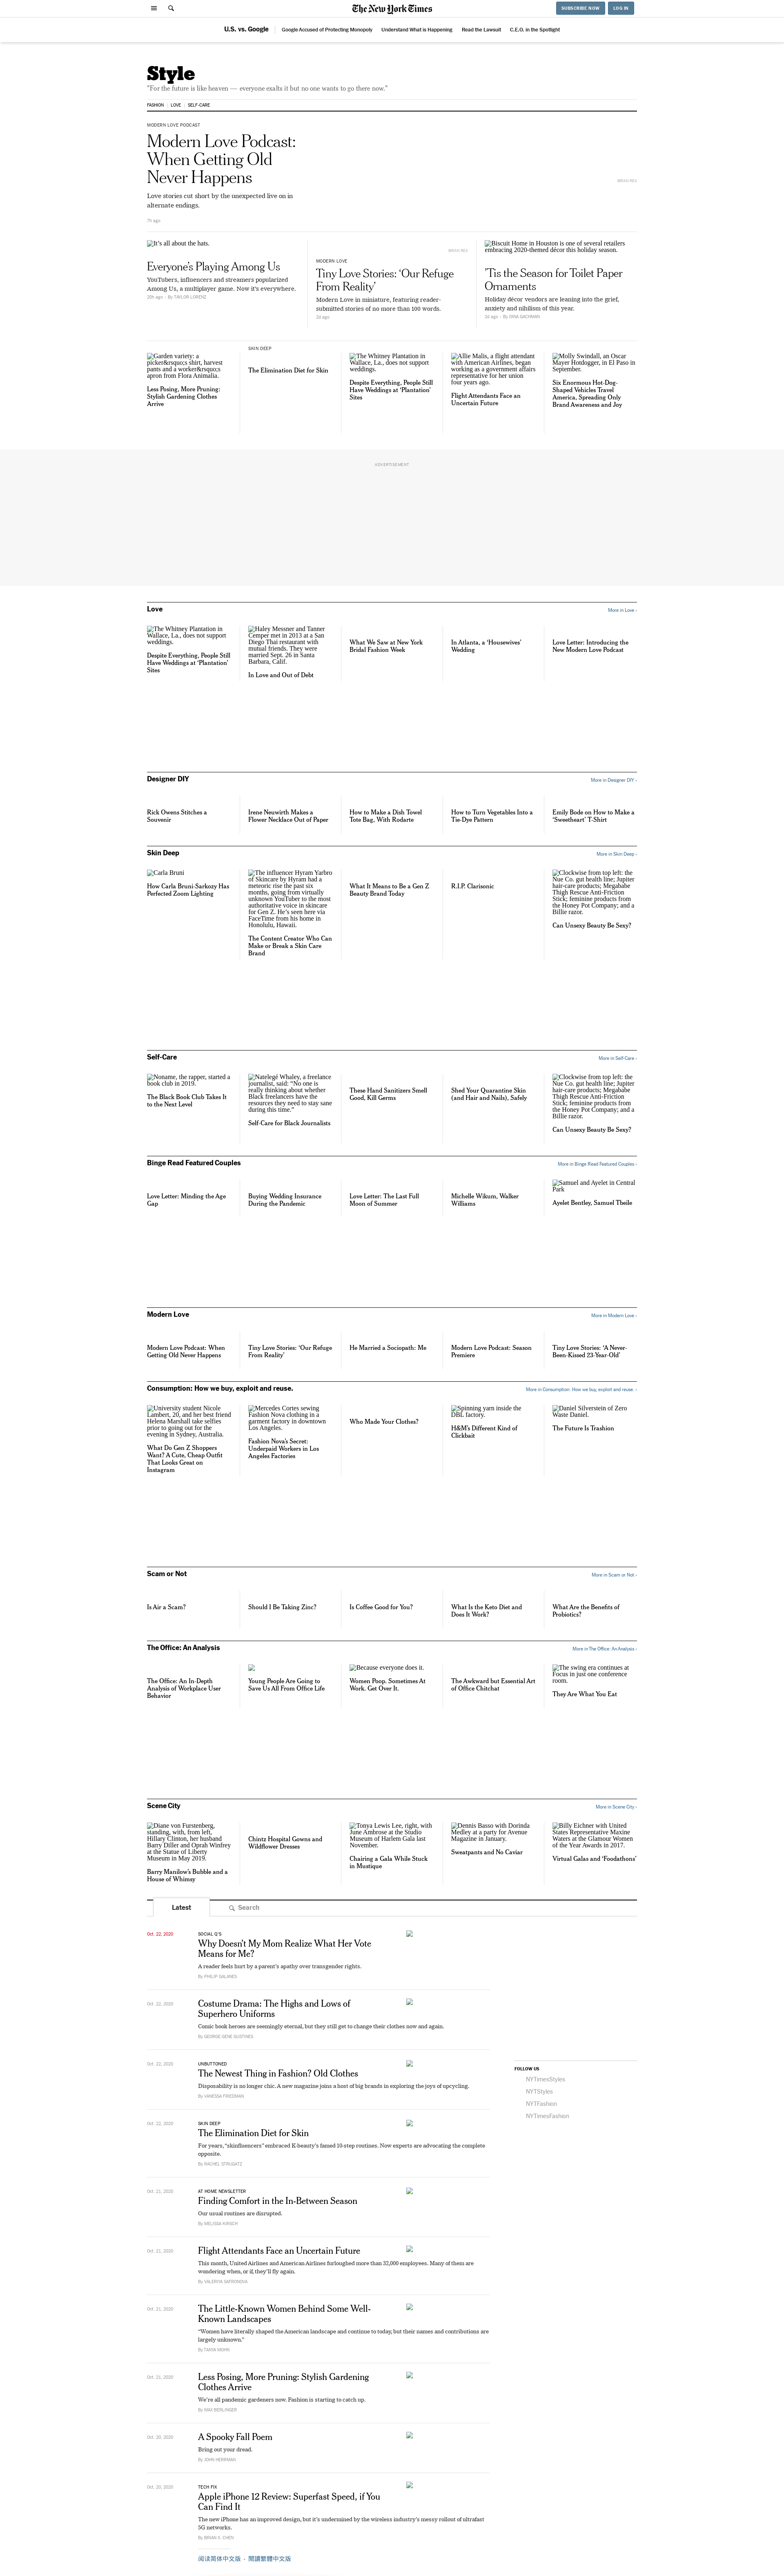 The New York Times
SUBSCRIBE NOW
LOG IN
U.S. vs. Google
Google Accused of Protecting Monopoly
Understand What is Happening
Read the Lawsuit
C.E.O. in the Spotlight
Style
"For the fashion is like heaven — everyone exalts it but no one wants to go there now."
FASHION
LOVE
SELF-CARE
MODERN LOVE PODCAST
Modern Love Podcast:
When Getting Old
Never Happens
Love stories cut short by the unexpected live on in
alternate endings.
7h ago
BRIAN REA
It's all about the hats.
Everyone's Playing Among Us
YouTubers, influencers and streamers popularized
Among Us, a multiplayer game. Now it's everywhere.
By TAYLOR LORENZ
BRIAN REA
MODERN LOVE
Tiny Love Stories: 'Our Refuge
From Reality'
Modern Love in miniature, featuring reader-
submitted stories of no more than 100 words.
2d ago
Biscuit Home in Houston is one of several retailers
embracing 2020-themed décor this holiday season.
'Tis the Season for Toilet Paper
Ornaments
Holiday décor vendors are leaning into the grief,
anxiety and nihilism of this year.
2d ago
Garden variety: a
picker&rsquo;s shirt, harvest
pants and a worker&rsquo;s
apron from Flora Animalia.
Less Posing, More Pruning:
Stylish Gardening Clothes
Arrive
SKIN DEEP
The Elimination Diet for Skin
The Whitney Plantation in
Wallace, La., does not support
weddings.
Despite Everything, People Still
Have Weddings at 'Plantation'
Sites
Allie Malis, a flight attendant
with American Airlines, began
working as a government affairs
representative for her union
four years ago.
Flight Attendants Face an
Uncertain Future
Molly Swindall, an Oscar
Mayer Hotdogger, in El Paso in
September.
Six Enormous Hot-Dog-
Shaped Vehicles Travel
America, Spreading Only
Brand Awareness and Joy
ADVERTISEMENT
Love
More in Love ›
The Whitney Plantation in
Wallace, La., does not support
weddings.
Despite Everything, People Still
Have Weddings at 'Plantation'
Sites
Haley Messner and Tanner
Cemper met in 2013 at a San
Diego Thai restaurant with
mutual friends. They were
married Sept. 26 in Santa
Barbara, Calif.
In Love and Out of Debt
What We Saw at New York
Bridal Fashion Week
In Atlanta, a 'Housewives'
Wedding
Love Letter: Introducing the
New Modern Love Podcast
Designer DIY
More in Designer DIY ›
Rick Owens Stitches a
Souvenir
Irene Neuwirth Makes a
Flower Necklace Out of Paper
How to Make a Dish Towel
Tote Bag, With Rodarte
How to Turn Vegetables Into a
Tie-Dye Pattern
Emily Bode on How to Make a
'Sweetheart' T-Shirt
Skin Deep
More in Skin Deep ›
Carla Bruni
How Carla Bruni-Sarkozy Has
Perfected Zoom Lighting
The influencer Hyram Yarbro
of Skincare by Hyram had a
meteoric rise the past six
months, going from virtually
unknown YouTuber to the most
authoritative voice in skincare
for Gen Z. He's seen here via
FaceTime from his home in
Honolulu, Hawaii.
The Content Creator Who Can
Make or Break a Skin Care
Brand
What It Means to Be a Gen Z
Beauty Brand Today
R.I.P. Clarisonic
Clockwise from top left: the
Nue Co. gut health line; Jupiter
hair-care products; Megababe
Thigh Rescue Anti-Friction
Stick; feminine products from
the Honey Pot Company; and a
Billie razor.
Can Unsexy Beauty Be Sexy?
Self-Care
More in Self-Care ›
Noname, the rapper, started a
book club in 2019.
The Black Book Club Takes It
to the Next Level
Natelegé Whaley, a freelance
journalist, said: "No one is
really thinking about whether
Black freelancers have the
resources they need to stay sane
during this time."
Self-Care for Black Journalists
These Hand Sanitizers Smell
Good, Kill Germs
Shed Your Quarantine Skin
(and Hair and Nails), Safely
Clockwise from top left: the
Nue Co. gut health line; Jupiter
hair-care products; Megababe
Thigh Rescue Anti-Friction
Stick; feminine products from
the Honey Pot Company; and a
Billie razor.
Can Unsexy Beauty Be Sexy?
Binge Read Featured Couples
More in Binge Read Featured Couples ›
Love Letter: Minding the Age
Gap
Buying Wedding Insurance
During the Pandemic
Love Letter: The Last Full
Moon of Summer
Michelle Wikum, Walker
Williams
Samuel and Ayelet in Central
Park
Ayelet Bentley, Samuel Theile
Modern Love
More in Modern Love ›
Modern Love Podcast: When
Getting Old Never Happens
Tiny Love Stories: 'Our Refuge
From Reality'
He Married a Sociopath: Me
Modern Love Podcast: Season
Premiere
Tiny Love Stories: 'A Never-
Been-Kissed 23-Year-Old'
Consumption: How we buy, exploit and reuse.
More in Consumption: How we buy, exploit and reuse. ›
University student Nicole
Lambert, 20, and her best friend
Helena Marshall take selfies
prior to going out for the
evening in Sydney, Australia.
What Do Gen Z Shoppers
Want? A Cute, Cheap Outfit
That Looks Great on
Instagram
Mercedes Cortes sewing
Fashion Nova clothing in a
garment factory in downtown
Los Angeles.
Fashion Nova's Secret:
Underpaid Workers in Los
Angeles Factories
Who Made Your Clothes?
Spinning yarn inside the
DBL factory.
H&M's Different Kind of
Clickbait
Daniel Silverstein of Zero
Waste Daniel.
The Future Is Trashion
Scam or Not
More in Scam or Not ›
Is Air a Scam?
Should I Be Taking Zinc?
Is Coffee Good for You?
What Is the Keto Diet and
Does It Work?
What Are the Benefits of
Probiotics?
The Office: An Analysis
More in The Office: An Analysis ›
The Office: An In-Depth
Analysis of Workplace User
Behavior
Young People Are Going to
Save Us All From Office Life
Because everyone does it.
Women Poop. Sometimes At
Work. Get Over It.
The Awkward but Essential Art
of Office Chitchat
The swing era continues at
Focus in just one conference
room.
They Are What You Eat
Scene City
More in Scene City ›
Diane von Furstenberg,
standing, with, from left,
Hillary Clinton, her husband
Barry Diller and Oprah Winfrey
at the Statue of Liberty
Museum in May 2019.
Barry Manilow's Bubble and a
House of Whimsy
Chintz Hospital Gowns and
Wildflower Dresses
Tonya Lewis Lee, right, with
June Ambrose at the Studio
Museum of Harlem Gala last
November.
Chairing a Gala While Stuck
in Mustique
Dennis Basso with Dorinda
Medley at a party for Avenue
Magazine in January.
Sweatpants and No Caviar
Billy Eichner with United
States Representative Maxine
Waters at the Glamour Women
of the Year Awards in 2017.
Virtual Galas and 'Foodathons'
Latest
Search
Oct. 22, 2020
SOCIAL Q'S
Why Doesn't My Mom Realize What Her Vote
Means for Me?
A reader feels hurt by a parent's apathy over transgender rights.
By PHILIP GALANES
Oct. 22, 2020
Costume Drama: The Highs and Lows of
Superhero Uniforms
Comic book heroes are seemingly eternal, but they still get to change their clothes now and again.
By GEORGE GENE GUSTINES
Oct. 22, 2020
UNBUTTONED
The Newest Thing in Fashion? Old Clothes
Disposability is no longer chic. A new magazine joins a host of big brands in exploring the joys of upcycling.
By VANESSA FRIEDMAN
Oct. 22, 2020
SKIN DEEP
The Elimination Diet for Skin
For years, "skinfluencers" embraced K-beauty's famed 10-step routines. Now experts are advocating the complete
opposite.
By RACHEL STRUGATZ
Oct. 21, 2020
AT HOME NEWSLETTER
Finding Comfort in the In-Between Season
Our usual routines are disrupted.
By MELISSA KIRSCH
Oct. 21, 2020
Flight Attendants Face an Uncertain Future
This month, United Airlines and American Airlines furloughed more than 32,000 employees. Many of them are
wondering when, or if, they'll fly again.
By VALERIYA SAFRONOVA
Oct. 21, 2020
The Little-Known Women Behind Some Well-
Known Landscapes
"Women have literally shaped the American landscape and continue to today, but their names and contributions are
largely unknown."
By TANYA MOHN
Oct. 21, 2020
Less Posing, More Pruning: Stylish Gardening
Clothes Arrive
We're all pandemic gardeners now. Fashion is starting to catch up.
By MAX BERLINGER
Oct. 20, 2020
A Spooky Fall Poem
Bring out your dread.
By JOHN HERRMAN
Oct. 20, 2020
TECH FIX
Apple iPhone 12 Review: Superfast Speed, if You
Can Find It
The new iPhone has an improved design, but it's undermined by the wireless industry's messy rollout of ultrafast
5G networks.
By BRIAN X. CHEN
阅读简体中文版 · 閱讀繁體中文版
FOLLOW US
NYTimesStyles
NYTStyles
NYTFashion
NYTimesFashion